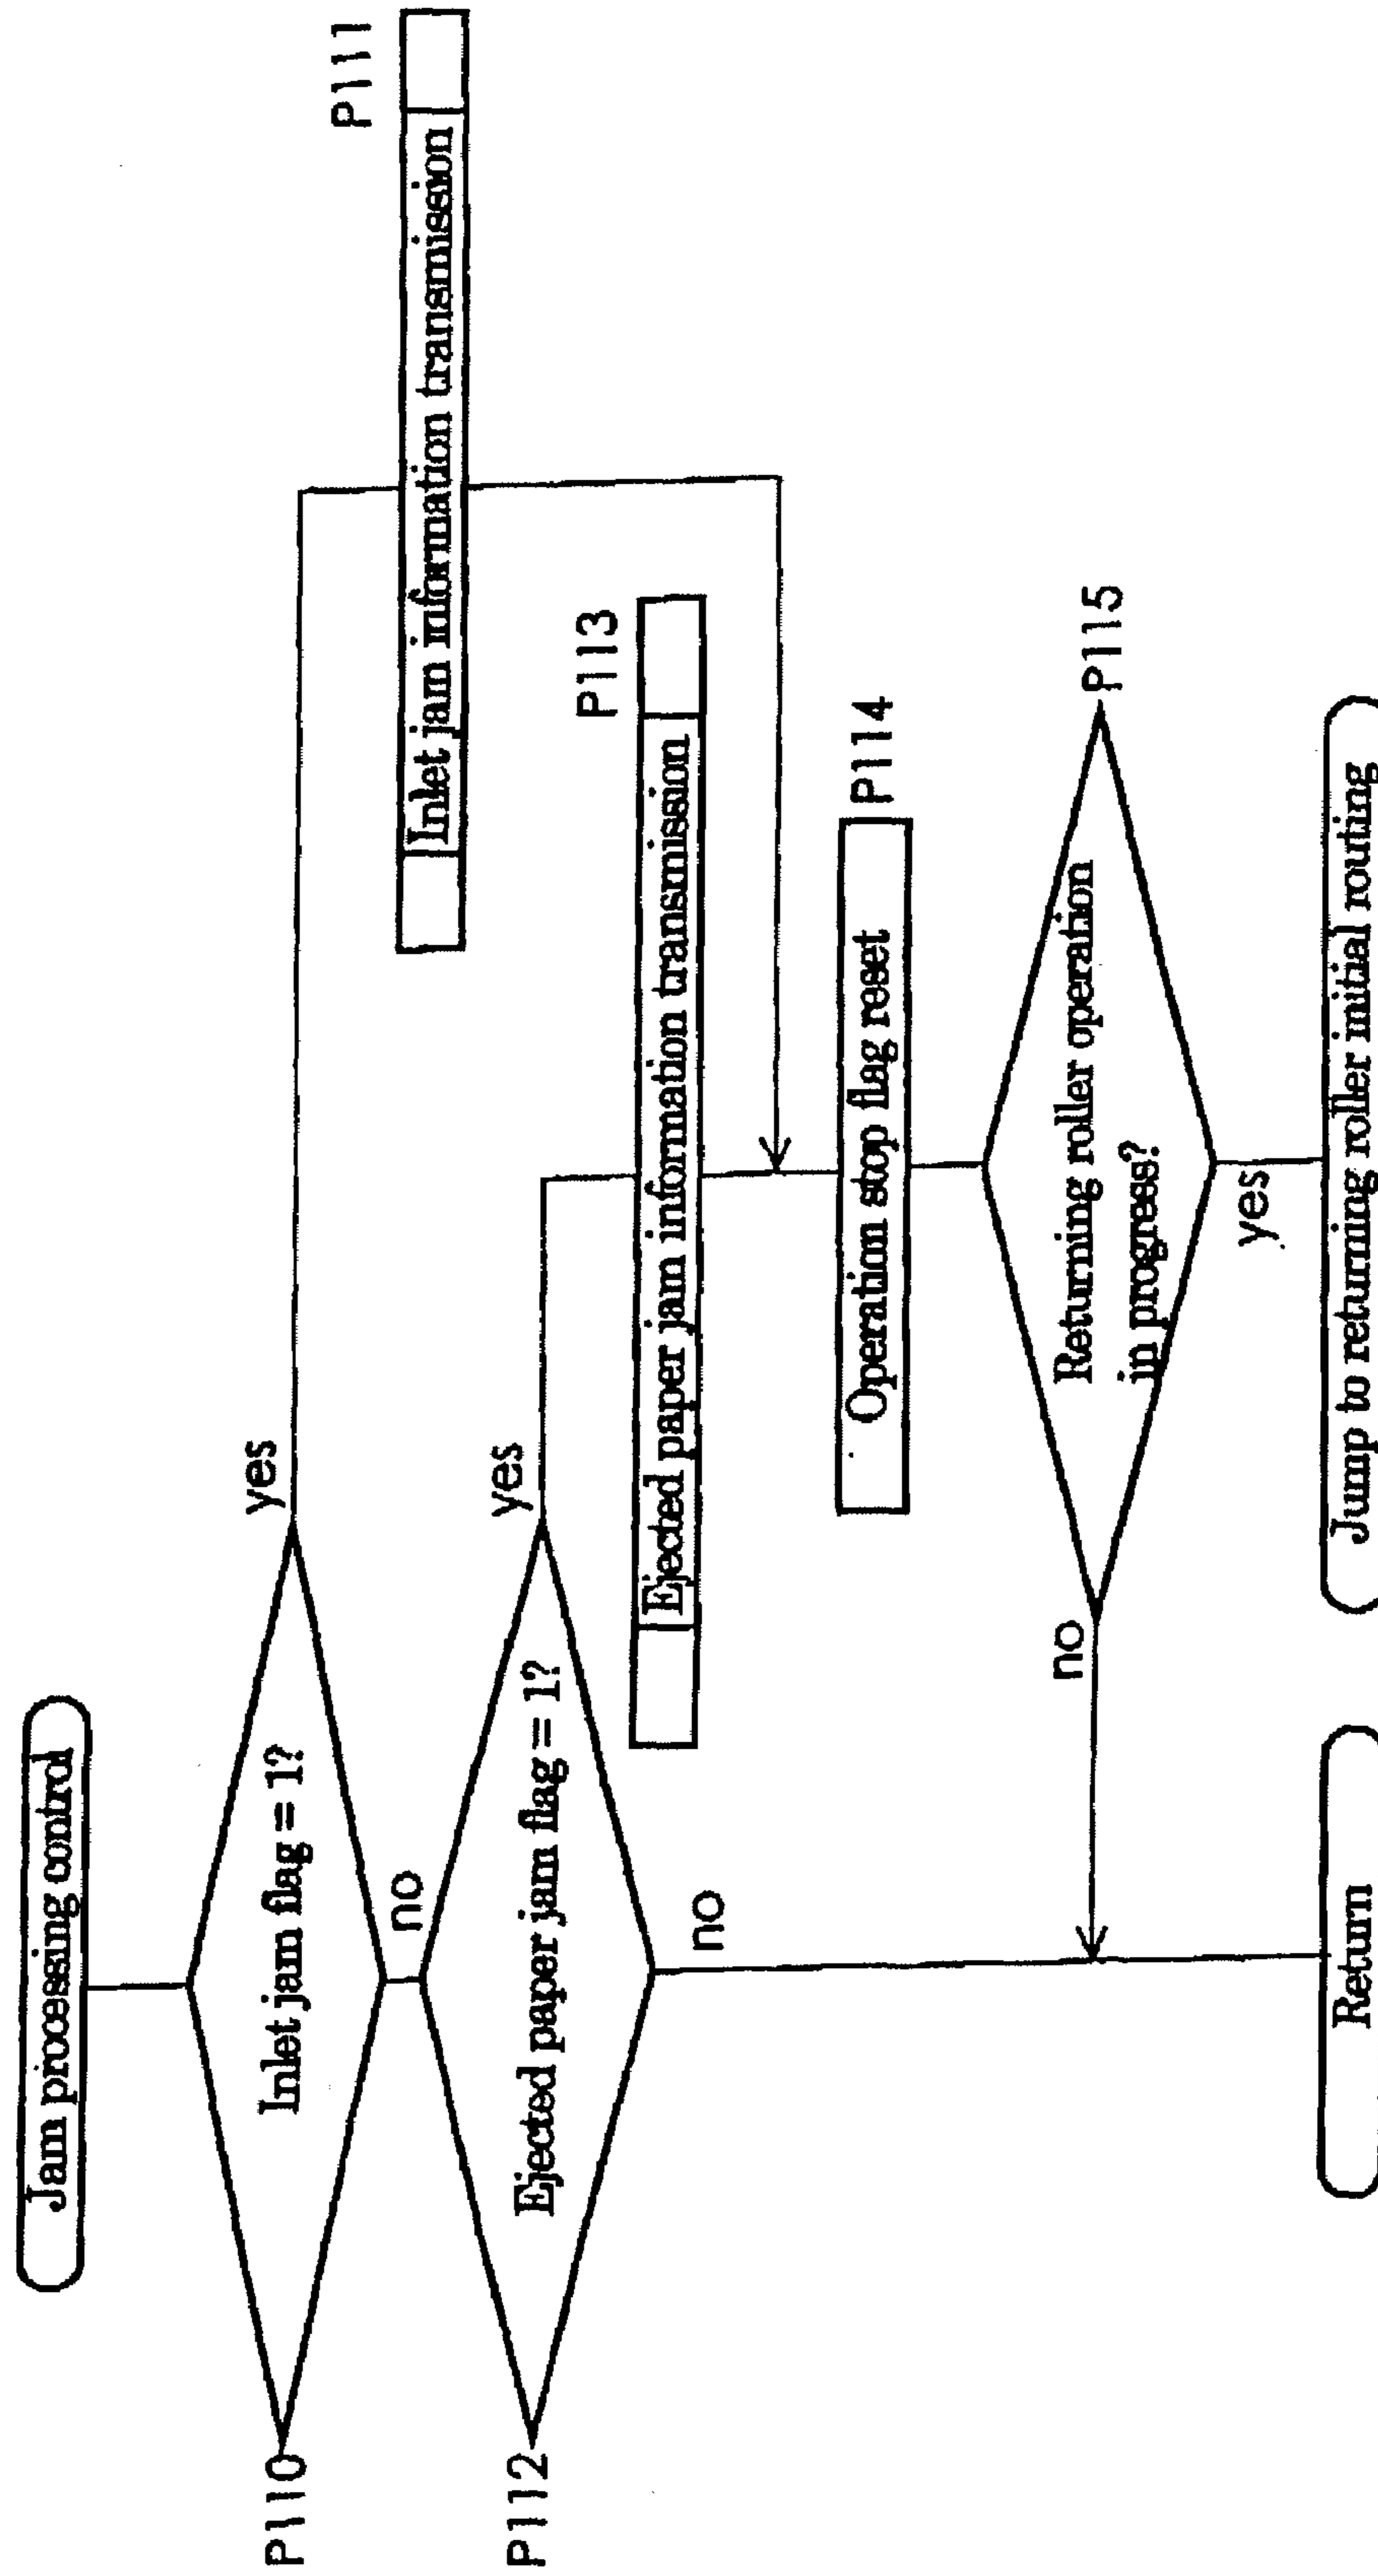 Jam processing control
P110
Inlet jam flag = 1?
yes
no
P111
Inlet jam information transmission
P112
Ejected paper jam flag = 1?
yes
no
P113
Ejected paper jam information transmission
Operation stop flag reset
P114
Returning roller operation
in progress?
P115
no
yes
Return
Jump to returning roller initial routing